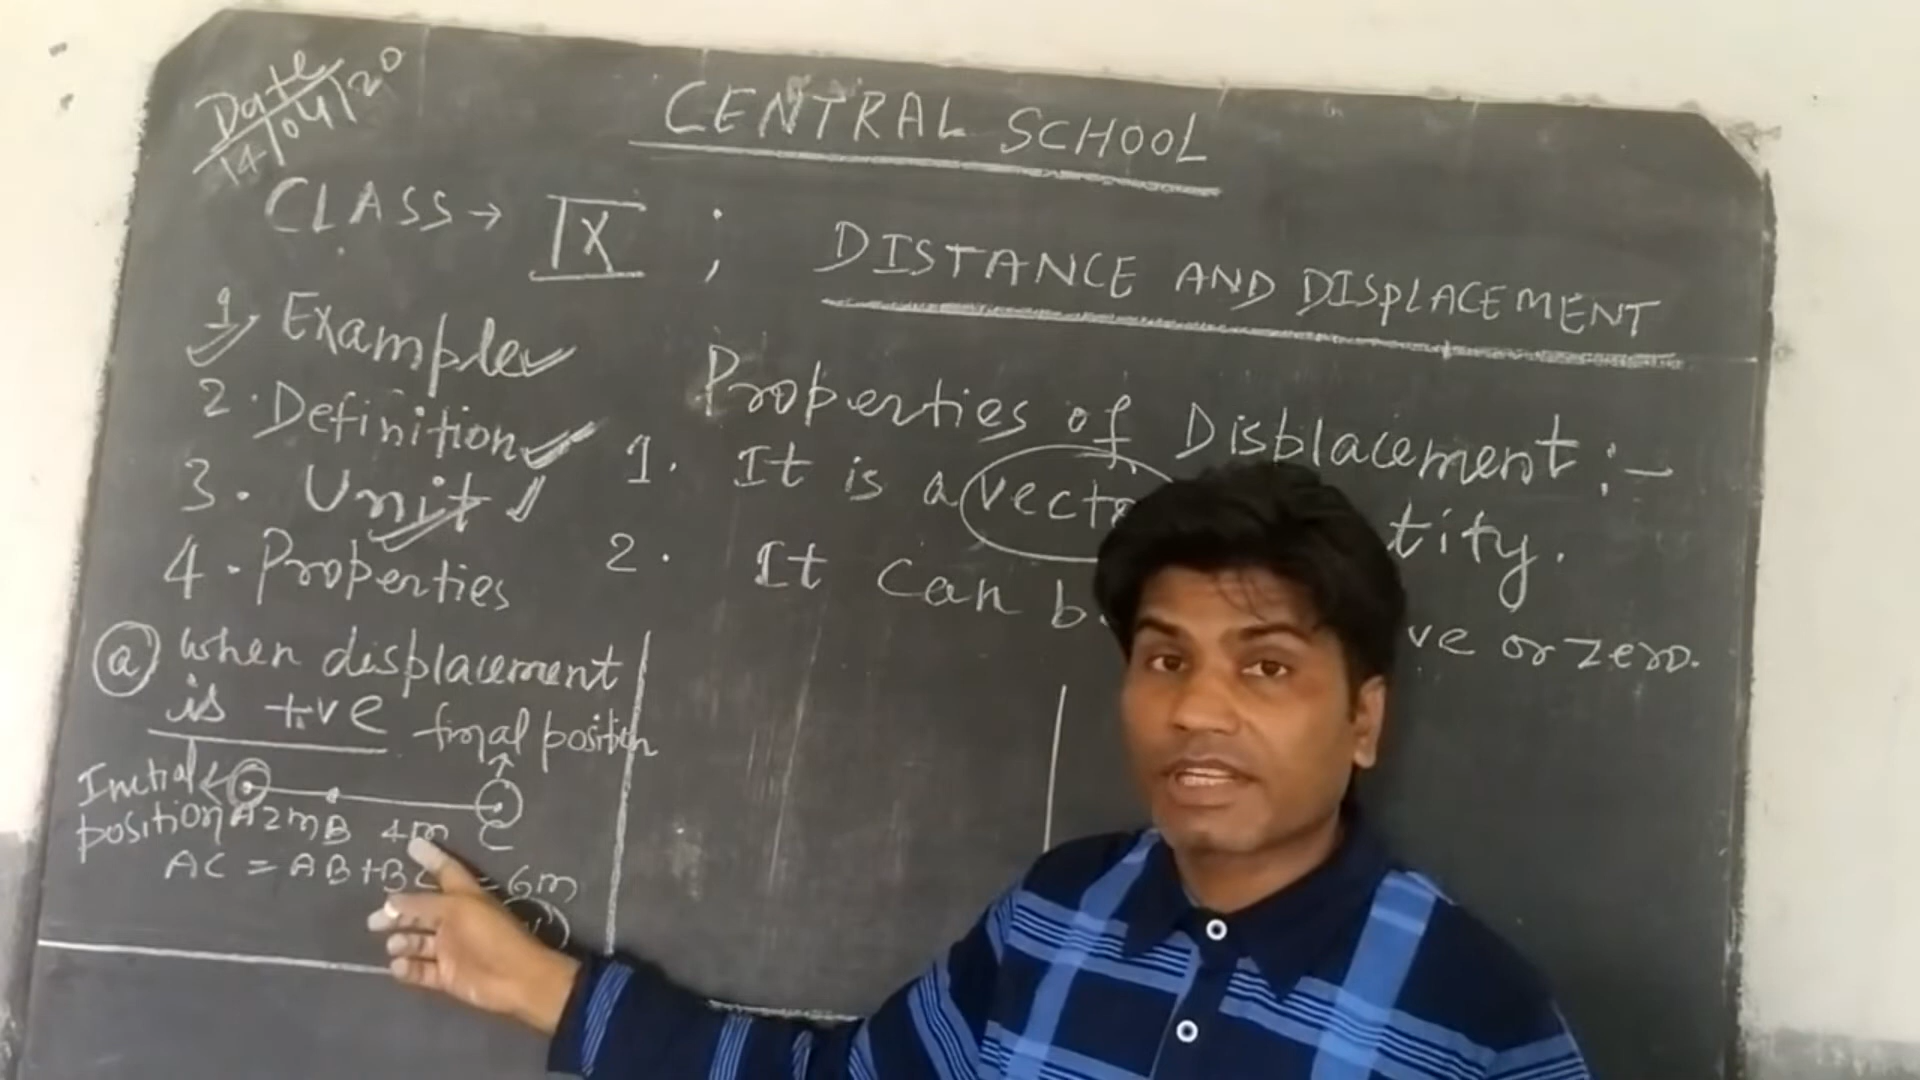 Date
14/04/20
CENTRAL SCHOOL
CLASS → IX ; DISTANCE AND DISPLACEMENT
1. Example
2. Definition
3. Unit
4. Properties
Properties of Displacement :-
1. It is a tity.
2. It can ve or zero.
(a) when displacement
is +ve
final position
Initial
position A 2m B 4m C
AC = AB+BC = 6m